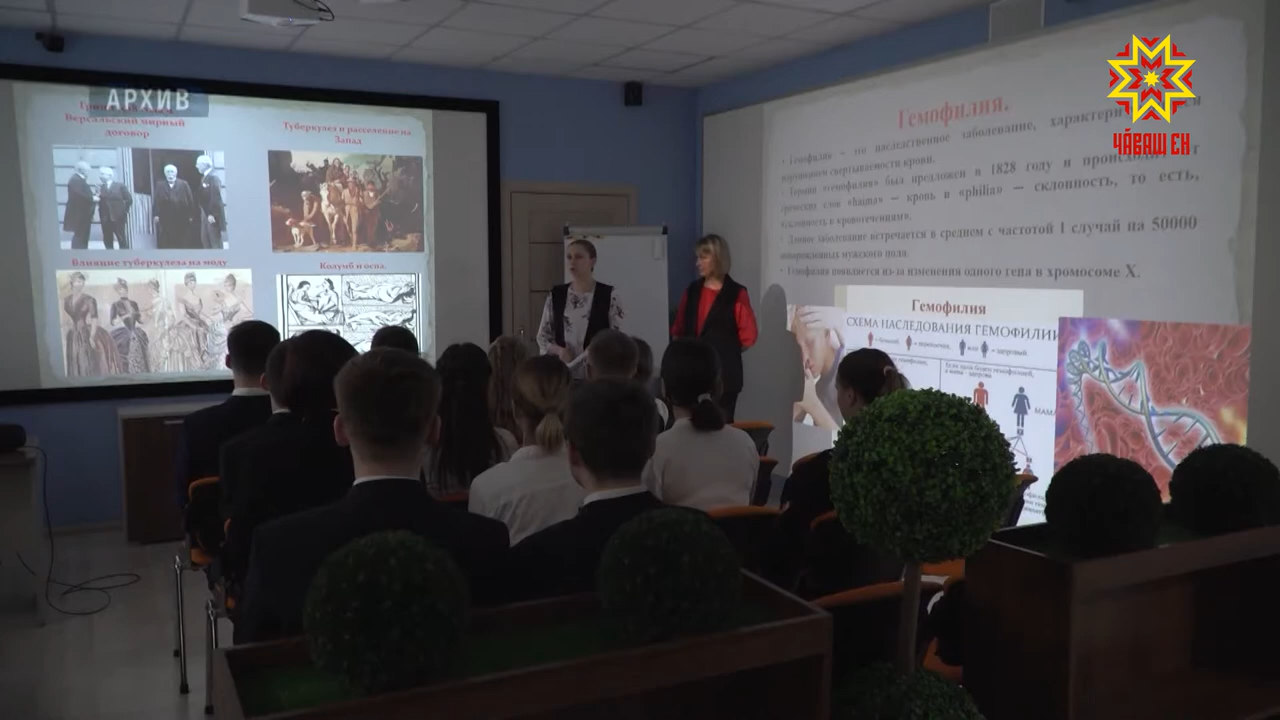 АРХИВ
Версальский мирный
договор
Туберкулез и расселение на
Запад
Влияние туберкулеза на моду
Колумб и оспа.
ЧӐВАШ ЕН
Гемофилия.
• Гемофилия – это наследственное заболевание,
нарушением свертываемости крови.
• Термин «гемофилия» был предложен в 1828 году и
греческих слов «haima» — кровь и «philia» — склонность, то есть,
«склонность к кровотечениям».
• Данное заболевание встречается в среднем с частотой 1 случай на 50000
новорожденных мужского пола.
• Гемофилия появляется из-за изменения одного гена в хромосоме X.
Гемофилия
СХЕМА НАСЛЕДОВАНИЯ ГЕМОФИЛИИ
МАМА